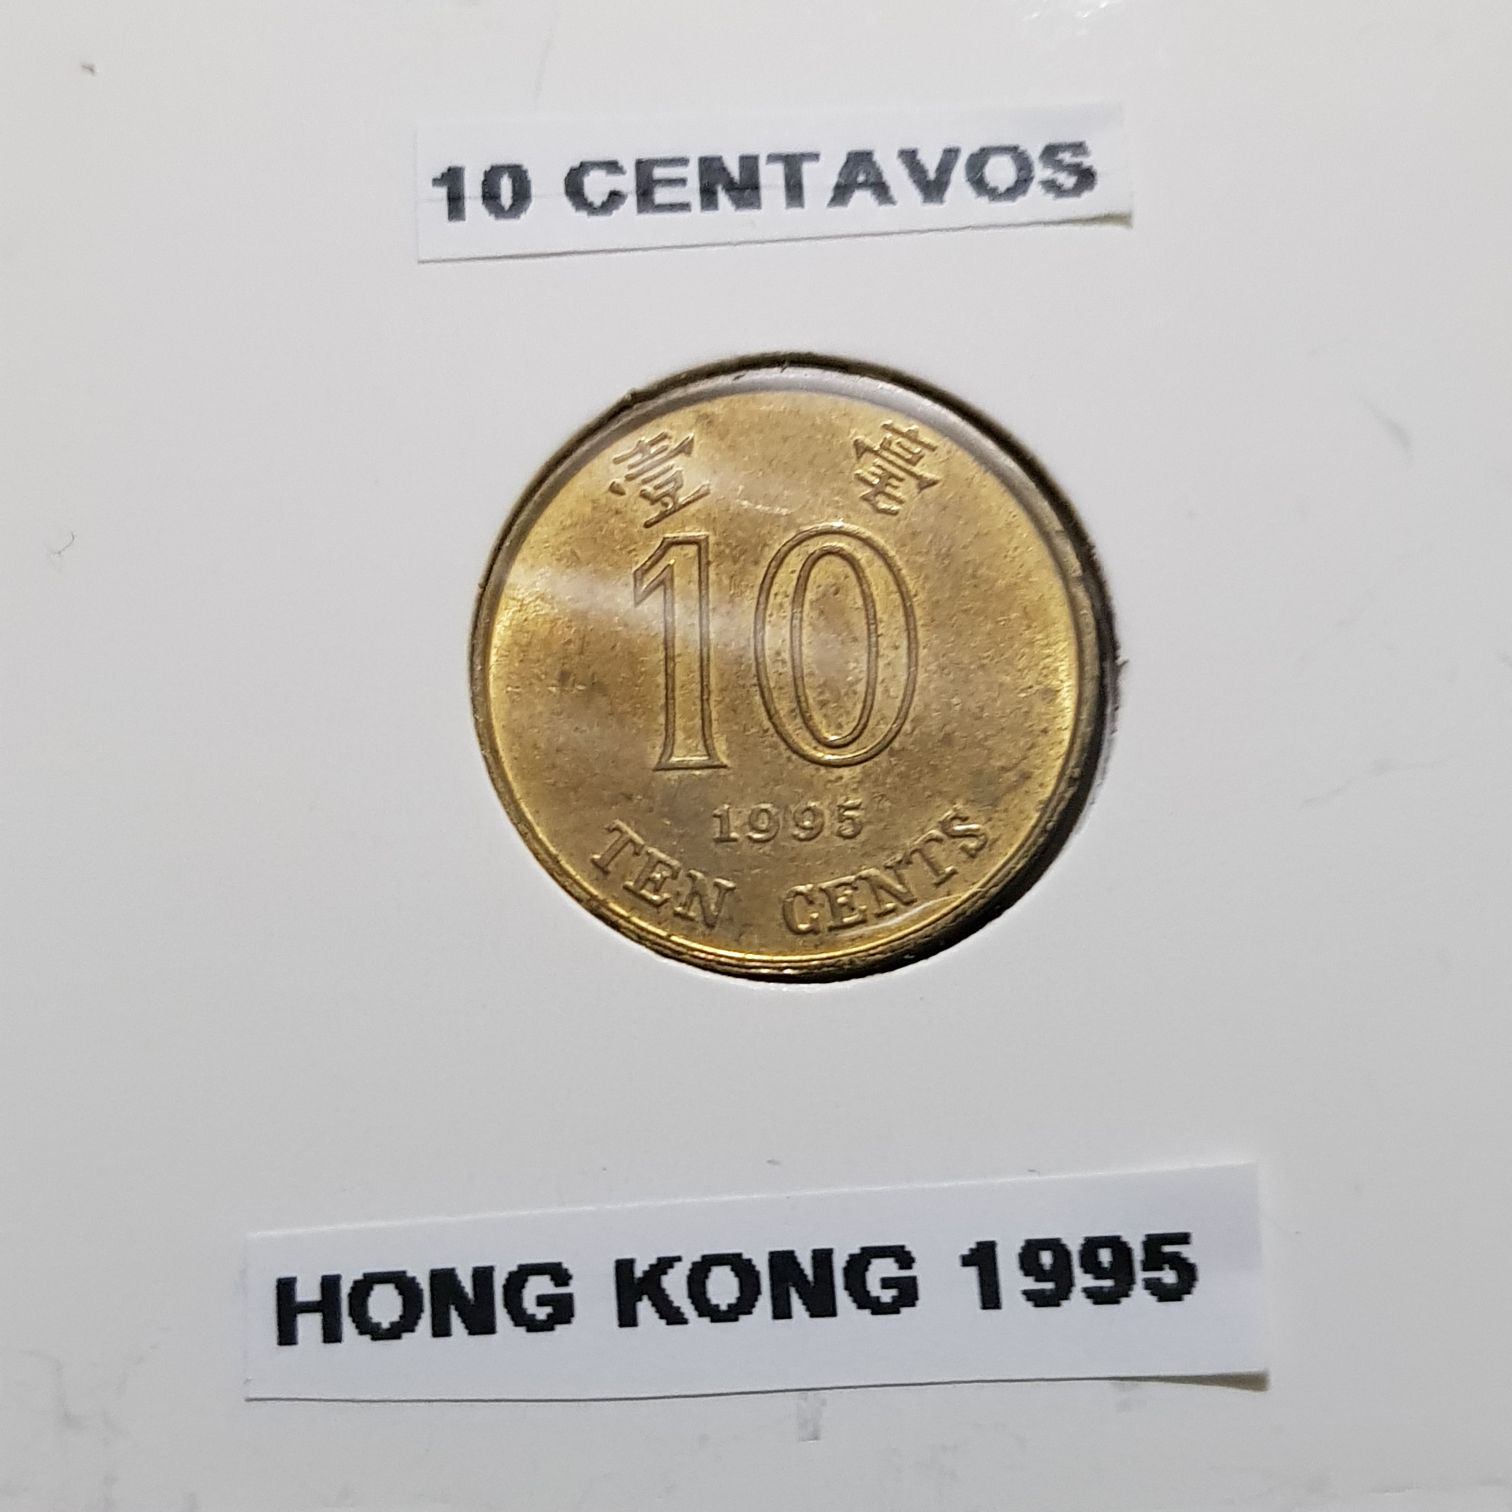 10 CENTAVOS
壹 毫
10
1995
TEN CENTS
HONG KONG 1995